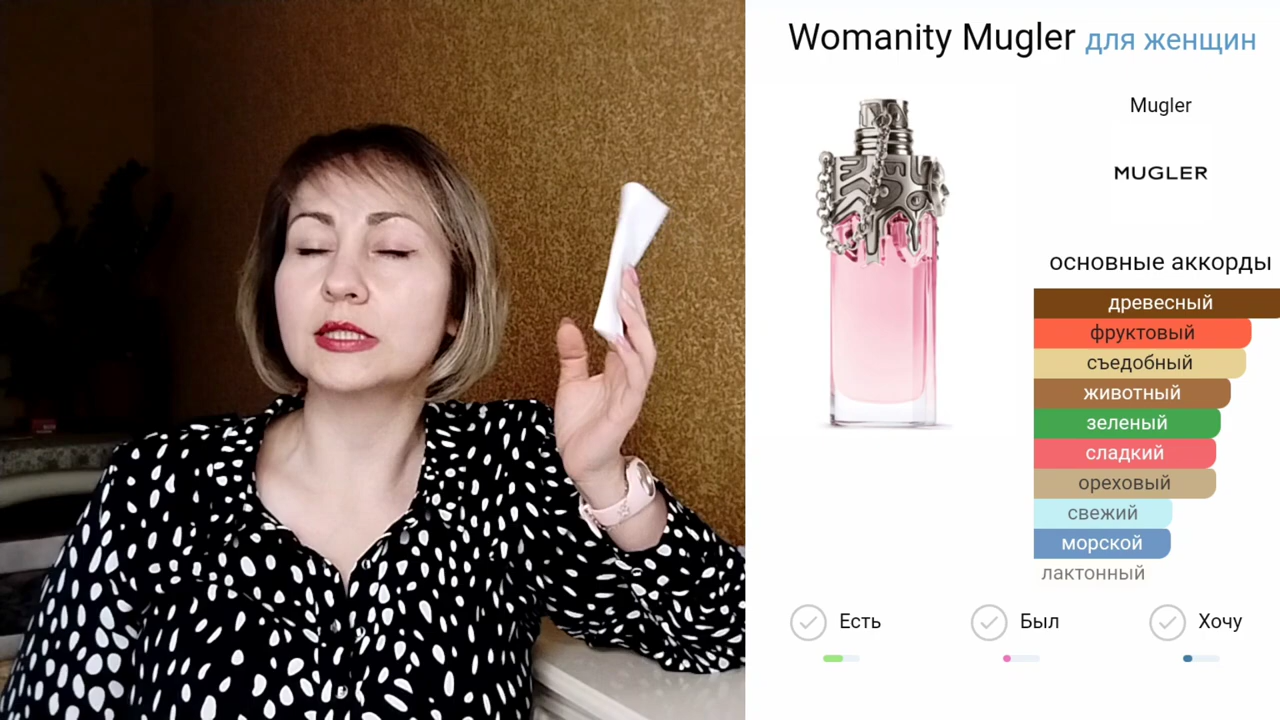 Womanity Mugler для женщин
Mugler
MUGLER
основные аккорды
древесный
фруктовый
съедобный
животный
зеленый
сладкий
ореховый
свежий
морской
лактонный
Есть
Был
Хочу